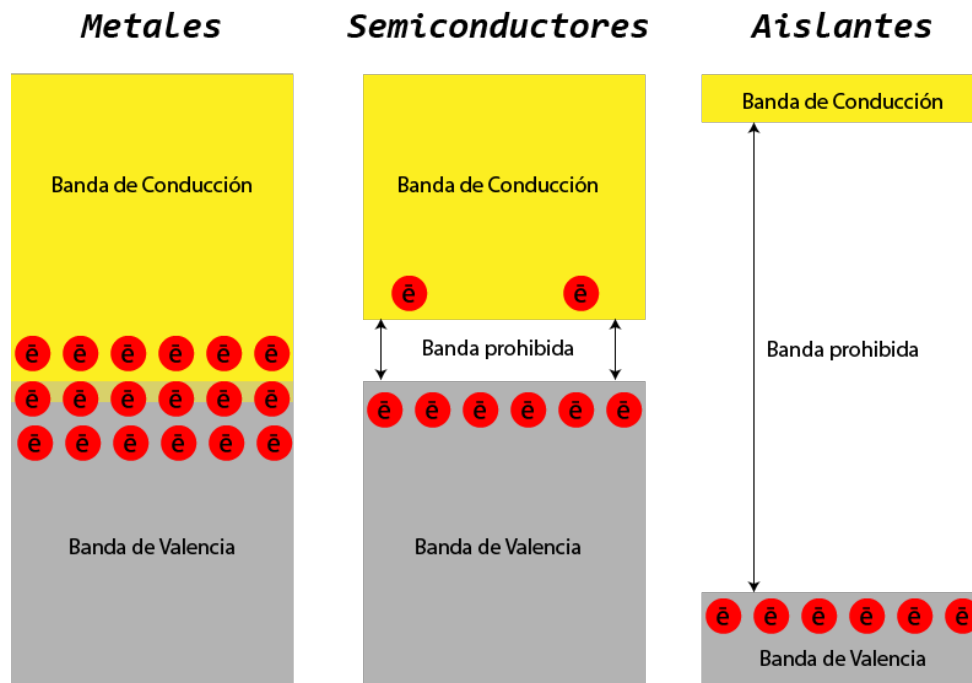 Metales
Semiconductores
Aislantes
Banda de Conducción
ē ē ē ē ē ē
ē ē ē ē ē ē
ē ē ē ē ē ē
Banda de Valencia
Banda de Conducción
ē ē
Banda prohibida
ē ē ē ē ē ē
Banda de Valencia
Banda de Conducción
Banda prohibida
ē ē ē ē ē ē
Banda de Valencia